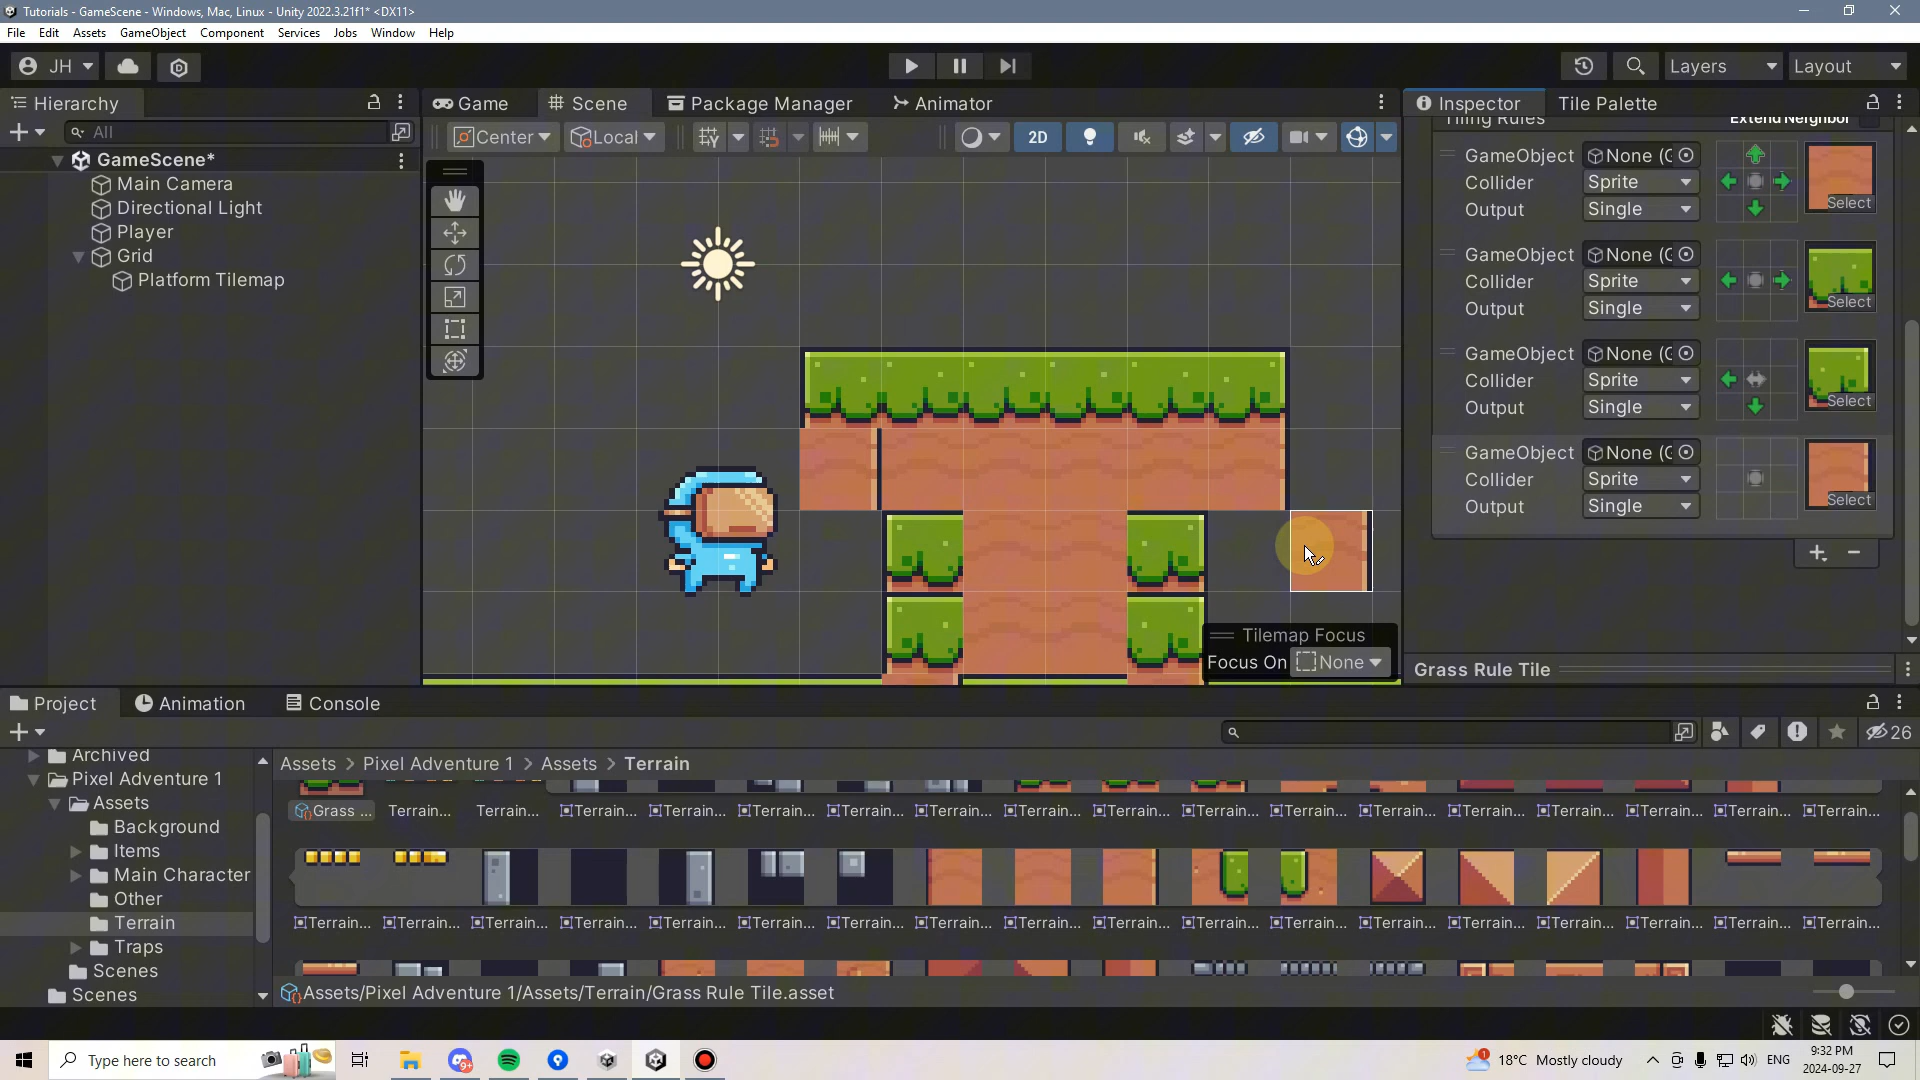 Tutorials - GameScene - Windows, Mac, Linux - Unity 2022.3.21f1* <DX11>
File Edit Assets GameObject Component Services Jobs Window Help
JH
Layers
Layout
Hierarchy
Game
Scene
Package Manager
Animator
Inspector
Tile Palette
All
Center
Local
2D
GameScene*
Main Camera
Directional Light
Player
Grid
Platform Tilemap
Tiling Rules
Extend Neighbor
GameObject None (G
Collider Sprite
Output Single
Select
GameObject None (G
Collider Sprite
Output Single
Select
GameObject None (G
Collider Sprite
Output Single
Select
GameObject None (G
Collider Sprite
Output Single
Select
Tilemap Focus
Focus On None
Grass Rule Tile
Project
Animation
Console
26
Archived
Pixel Adventure 1
Assets
Background
Items
Main Character
Other
Terrain
Traps
Scenes
Scenes
Assets > Pixel Adventure 1 > Assets > Terrain
Grass ... Terrain... Terrain... Terrain... Terrain... Terrain... Terrain... Terrain... Terrain... Terrain... Terrain... Terrain... Terrain... Terrain... Terrain... Terrain... Terrain... Terrain...
Terrain... Terrain... Terrain... Terrain... Terrain... Terrain... Terrain... Terrain... Terrain... Terrain... Terrain... Terrain... Terrain... Terrain... Terrain... Terrain... Terrain... Terrain...
Assets/Pixel Adventure 1/Assets/Terrain/Grass Rule Tile.asset
Type here to search
9+
1
18°C Mostly cloudy
ENG
9:32 PM
2024-09-27